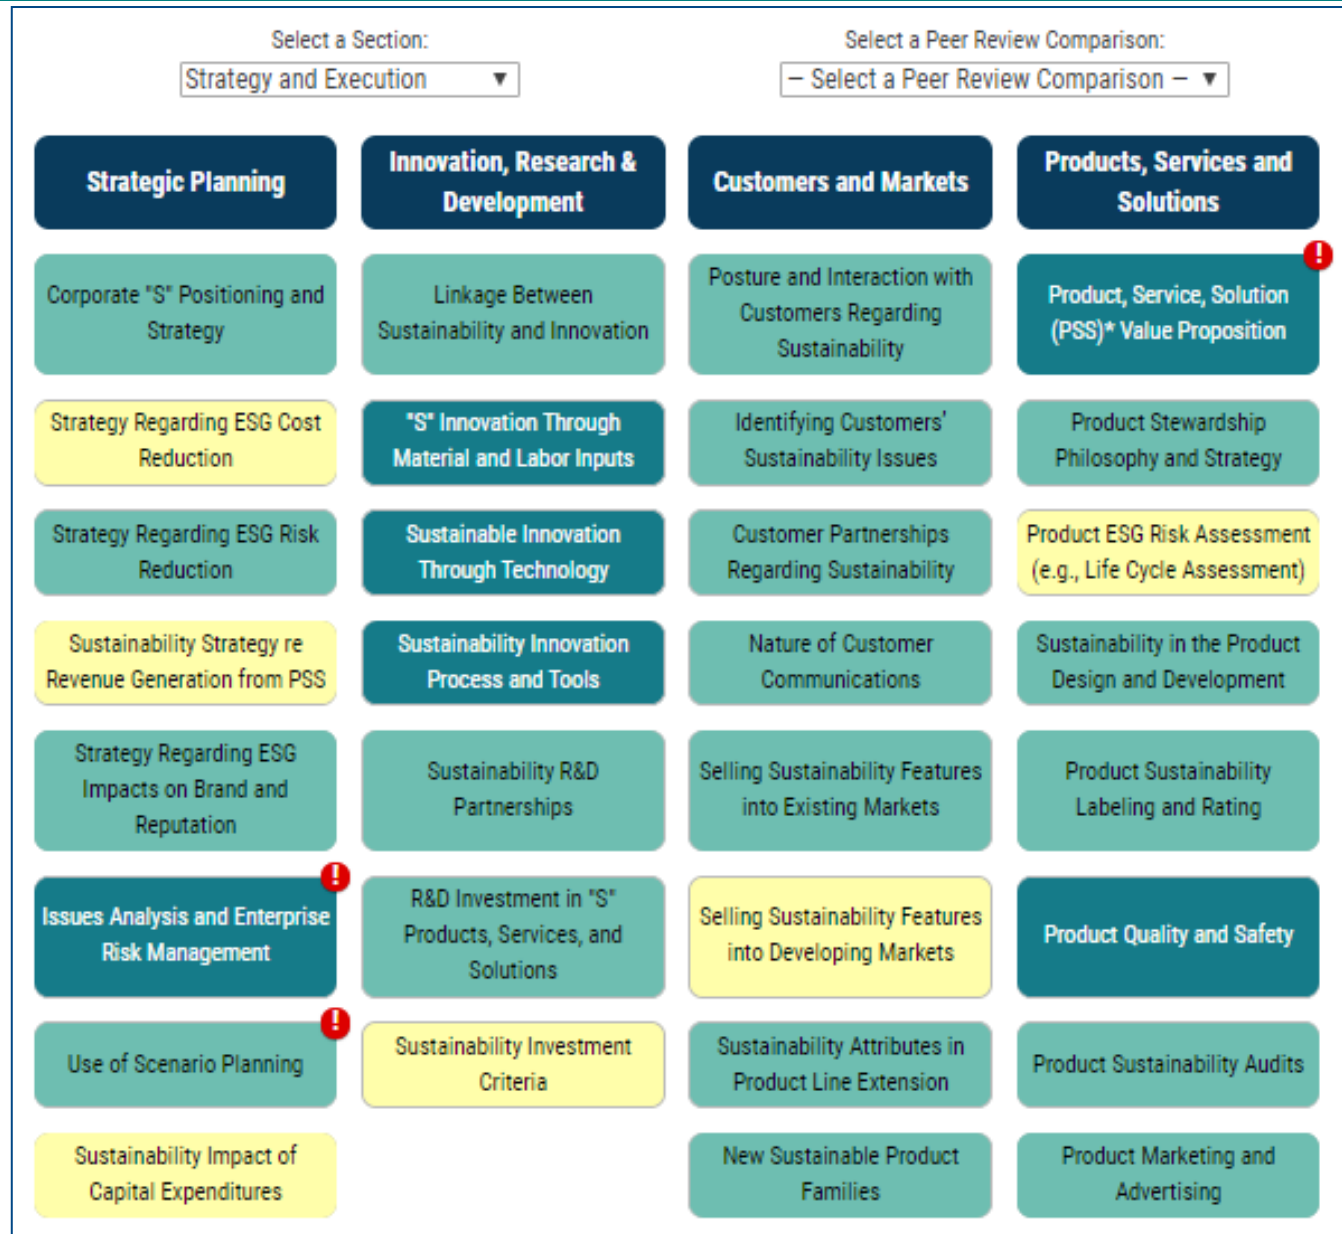 Select a Section:
Strategy and Execution ▼
Select a Peer Review Comparison:
– Select a Peer Review Comparison – ▼
Strategic Planning
Corporate "S" Positioning and
Strategy
Strategy Regarding ESG Cost
Reduction
Strategy Regarding ESG Risk
Reduction
Sustainability Strategy re
Revenue Generation from PSS
Strategy Regarding ESG
Impacts on Brand and
Reputation
!
Issues Analysis and Enterprise
Risk Management
!
Use of Scenario Planning
Sustainability Impact of
Capital Expenditures
Innovation, Research &
Development
Linkage Between
Sustainability and Innovation
"S" Innovation Through
Material and Labor Inputs
Sustainable Innovation
Through Technology
Sustainability Innovation
Process and Tools
Sustainability R&D
Partnerships
R&D Investment in "S"
Products, Services, and
Solutions
Sustainability Investment
Criteria
Customers and Markets
Posture and Interaction with
Customers Regarding
Sustainability
Identifying Customers'
Sustainability Issues
Customer Partnerships
Regarding Sustainability
Nature of Customer
Communications
Selling Sustainability Features
into Existing Markets
Selling Sustainability Features
into Developing Markets
Sustainability Attributes in
Product Line Extension
New Sustainable Product
Families
Products, Services and
Solutions
!
Product, Service, Solution
(PSS)* Value Proposition
Product Stewardship
Philosophy and Strategy
Product ESG Risk Assessment
(e.g., Life Cycle Assessment)
Sustainability in the Product
Design and Development
Product Sustainability
Labeling and Rating
Product Quality and Safety
Product Sustainability Audits
Product Marketing and
Advertising